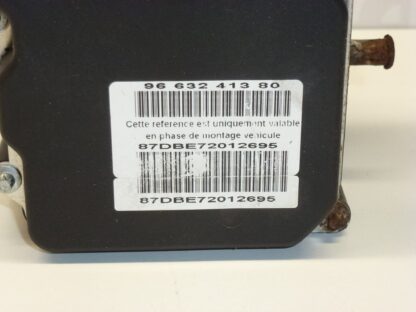 96 632 413 80
Cette reference est uniquement valable
en phase de montage vehicule
87DBE72012695
87DBE72012695